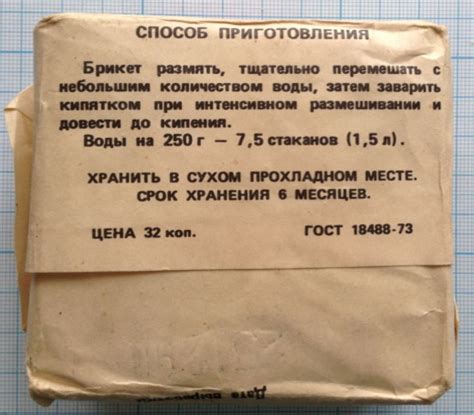 СПОСОБ ПРИГОТОВЛЕНИЯ
Брикет размять, тщательно перемешать с
небольшим количеством воды, затем заварить
кипятком при интенсивном размешивании и
довести до кипения.
Воды на 250 г — 7,5 стаканов (1,5 л).
ХРАНИТЬ В СУХОМ ПРОХЛАДНОМ МЕСТЕ.
СРОК ХРАНЕНИЯ 6 МЕСЯЦЕВ.
ЦЕНА 32 коп. ГОСТ 18488-73
Дата